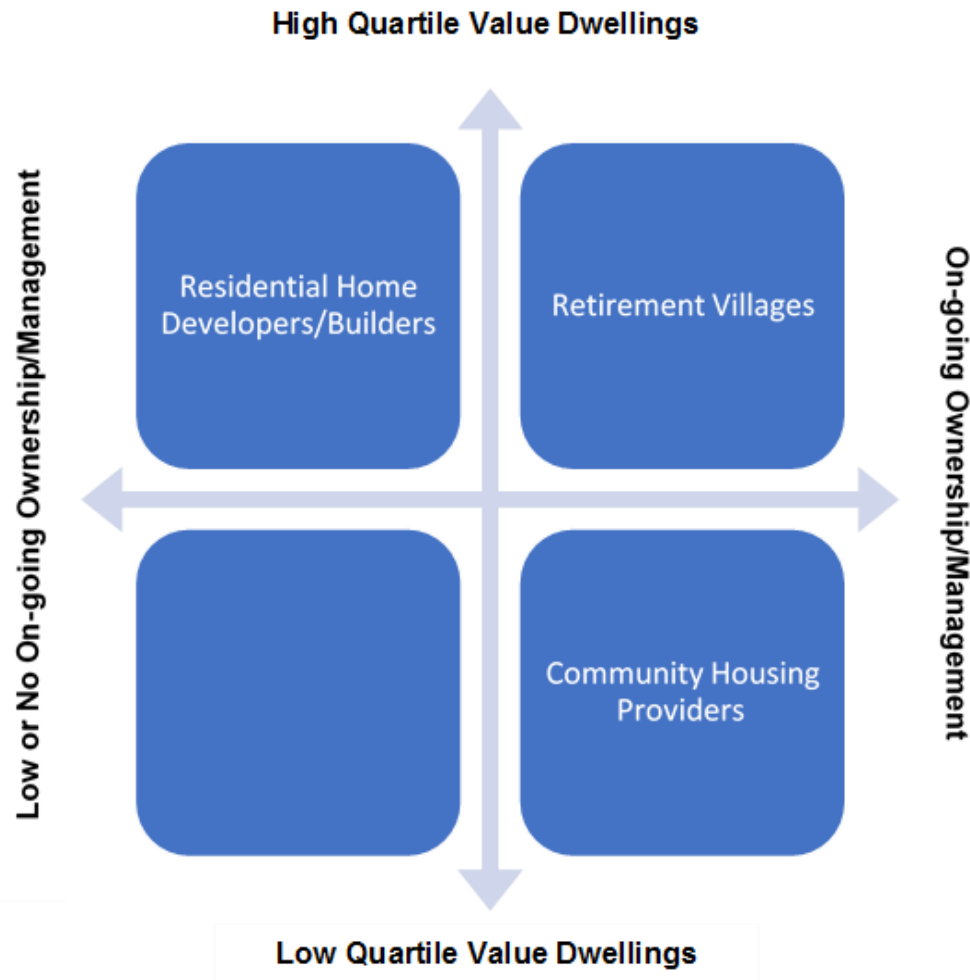 High Quartile Value Dwellings
Low or No On-going Ownership/Management
Residential Home
Developers/Builders
Retirement Villages
On-going Ownership/Management
Community Housing
Providers
Low Quartile Value Dwellings